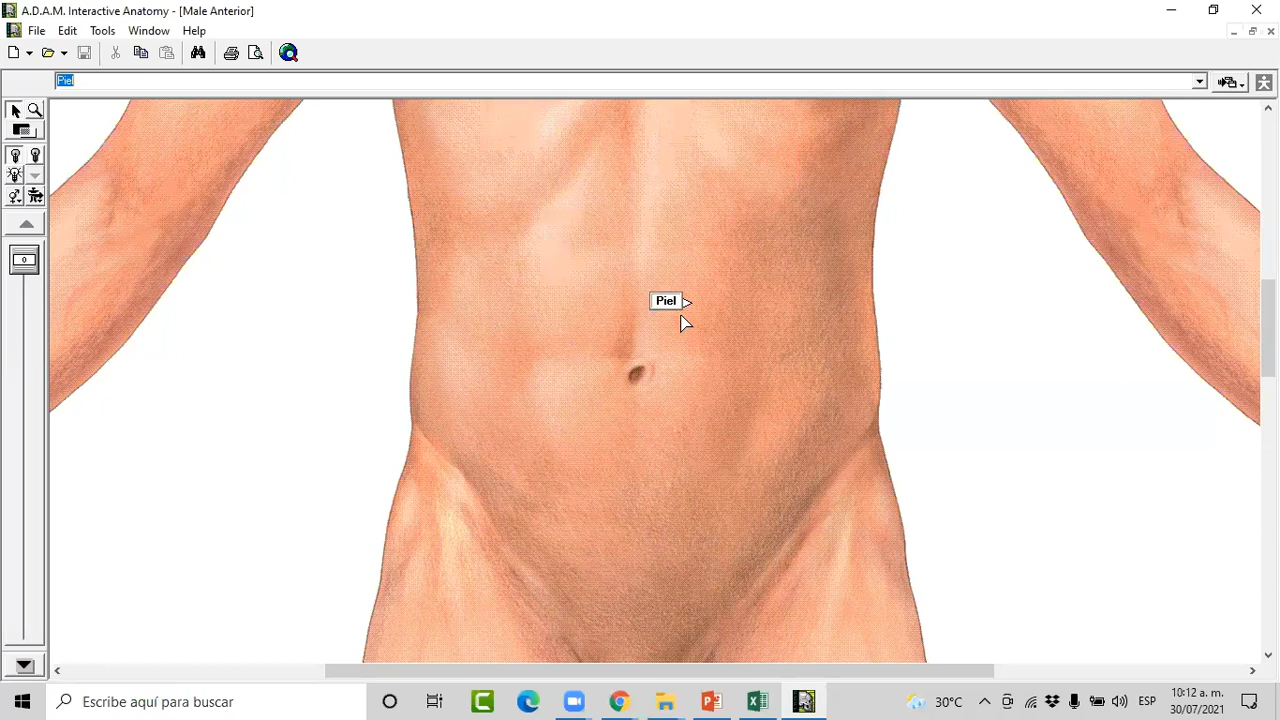 A.D.A.M. Interactive Anatomy - [Male Anterior]
File Edit Tools Window Help
Piel
0
Piel
Escribe aquí para buscar
30°C
ESP
10:12 a. m.
30/07/2021